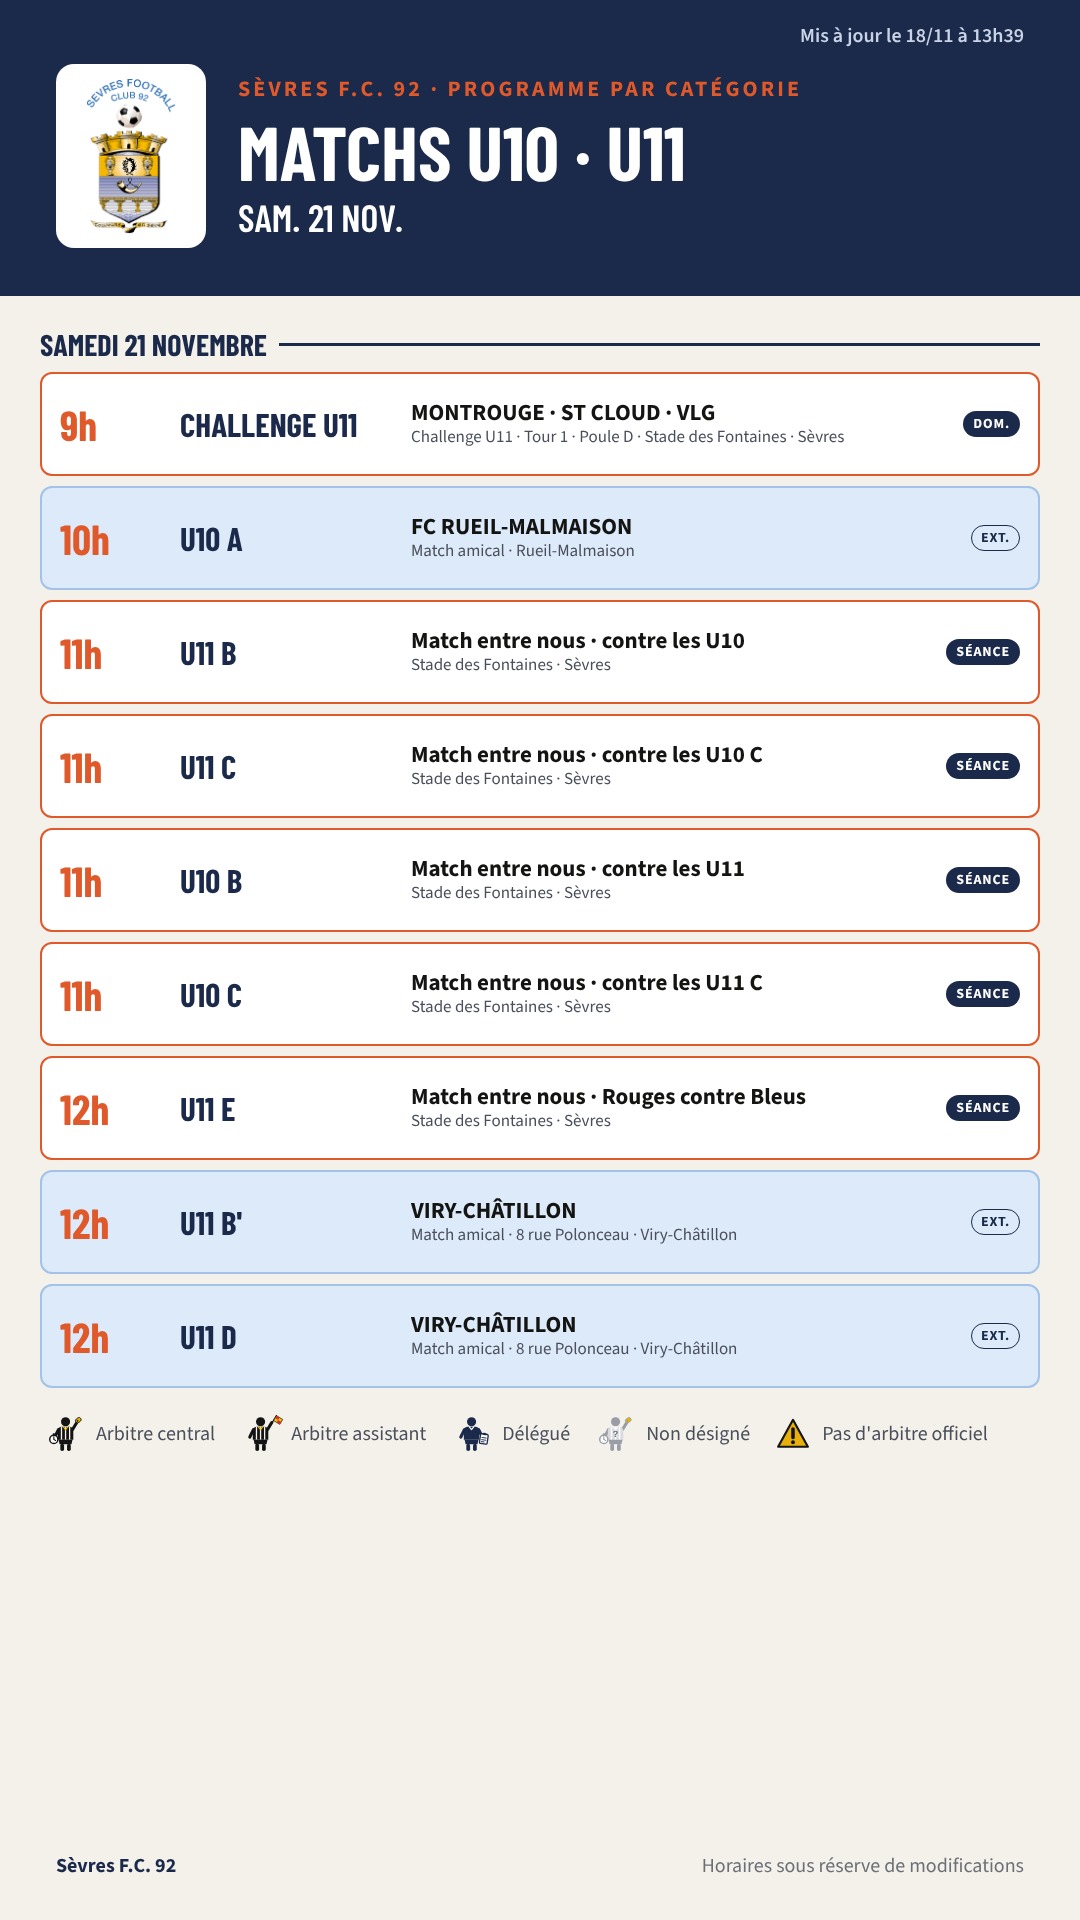 Mis à jour le 18/11 à 13h39
SEVRES FOOTBALL
CLUB 92
SÈVRES F.C. 92 · PROGRAMME PAR CATÉGORIE
MATCHS U10 · U11
SAM. 21 NOV.
SAMEDI 21 NOVEMBRE
9h
CHALLENGE U11
MONTROUGE · ST CLOUD · VLG
Challenge U11 · Tour 1 · Poule D · Stade des Fontaines · Sèvres
DOM.
10h
U10 A
FC RUEIL-MALMAISON
Match amical · Rueil-Malmaison
EXT.
11h
U11 B
Match entre nous · contre les U10
Stade des Fontaines · Sèvres
SÉANCE
11h
U11 C
Match entre nous · contre les U10 C
Stade des Fontaines · Sèvres
SÉANCE
11h
U10 B
Match entre nous · contre les U11
Stade des Fontaines · Sèvres
SÉANCE
11h
U10 C
Match entre nous · contre les U11 C
Stade des Fontaines · Sèvres
SÉANCE
12h
U11 E
Match entre nous · Rouges contre Bleus
Stade des Fontaines · Sèvres
SÉANCE
12h
U11 B'
VIRY-CHÂTILLON
Match amical · 8 rue Polonceau · Viry-Châtillon
EXT.
12h
U11 D
VIRY-CHÂTILLON
Match amical · 8 rue Polonceau · Viry-Châtillon
EXT.
Arbitre central
Arbitre assistant
Délégué
?
Non désigné
Pas d'arbitre officiel
Sèvres F.C. 92
Horaires sous réserve de modifications